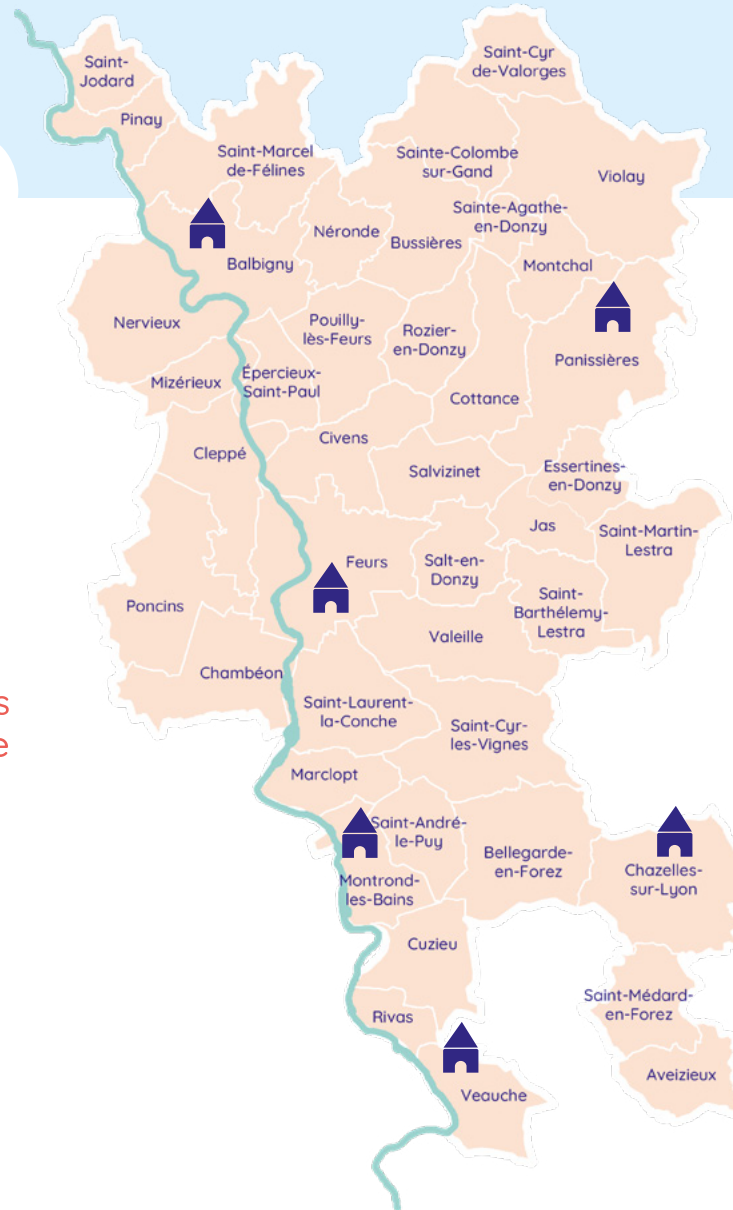 Saint-
Jodard
Pinay
Saint-Cyr
de-Valorges
Saint-Marcel
de-Félines
Sainte-Colombe
sur-Gand
Violay
Sainte-Agathe-
en-Donzy
Néronde
Bussières
Balbigny
Montchal
Nervieux
Pouilly-
lès-Feurs
Rozier-
en-Donzy
Panissières
Mizérieux
Épercieux-
Saint-Paul
Cottance
Civens
Cleppé
Salvizinet
Essertines-
en-Donzy
Jas
Saint-Martin-
Lestra
Feurs
Salt-en-
Donzy
Saint-
Barthélemy-
Lestra
Poncins
Valeille
Chambéon
s
e
Saint-Laurent-
la-Conche
Saint-Cyr-
les-Vignes
Marclopt
Saint-André-
le-Puy
Bellegarde-
en-Forez
Chazelles-
sur-Lyon
Montrond-
les-Bains
Cuzieu
Saint-Médard-
en-Forez
Rivas
Aveizieux
Veauche